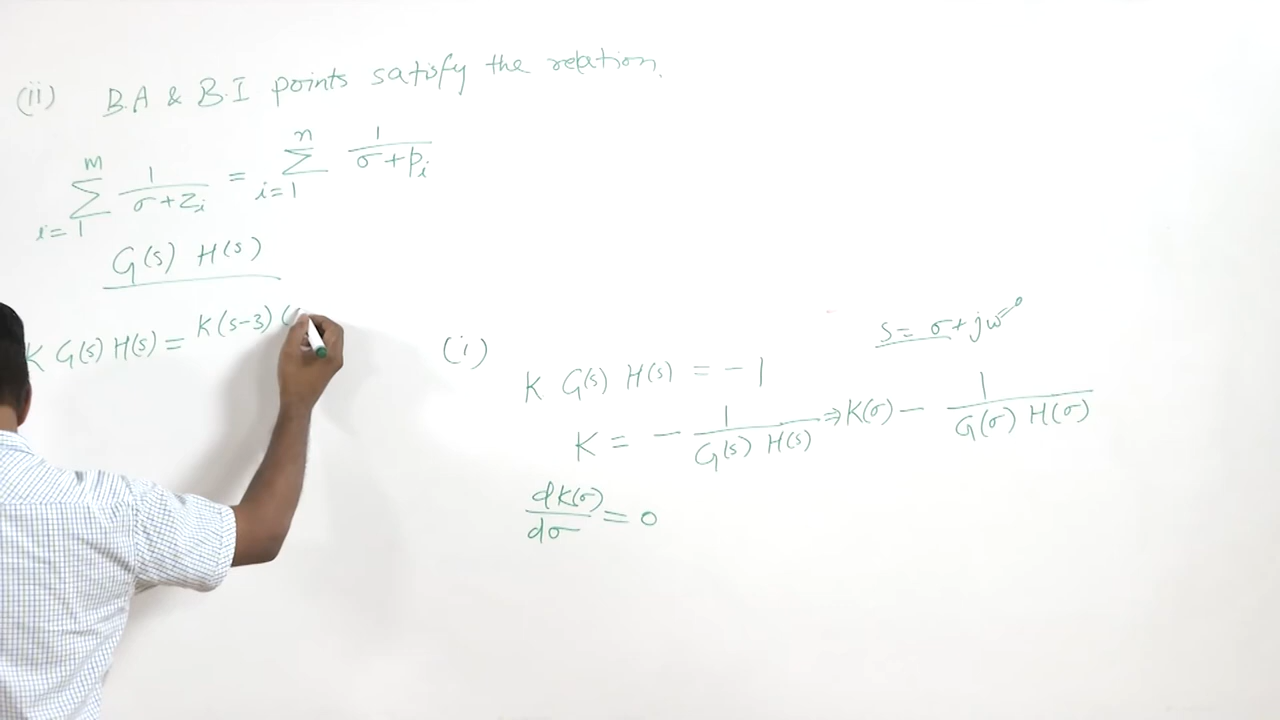 (ii) B.A & B.I points satisfy the relation.
m∑i=1 1/(σ+zi) = n∑i=1 1/(σ+pi)
G(s) H(s)
K G(s) H(s) = K(s-3)(
(i) K G(s) H(s) = -1
s = σ + jω 0
K = - 1/(G(s) H(s)) ⇒ K(σ) - 1/(G(σ) H(σ))
dK(σ)/dσ = 0